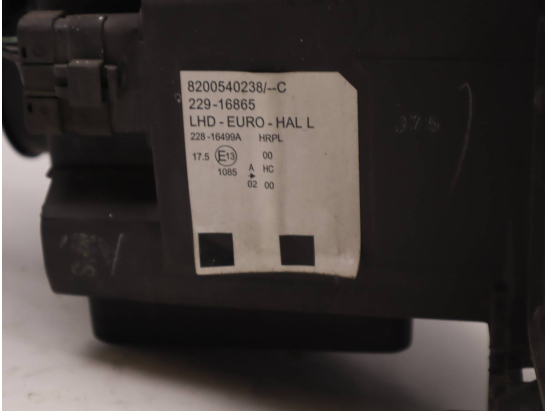 8200540238/--C
229-16865
LHD - EURO - HAL L
228-16499A HRPL
17.5 E13 00
1085 A HC
02 00
375